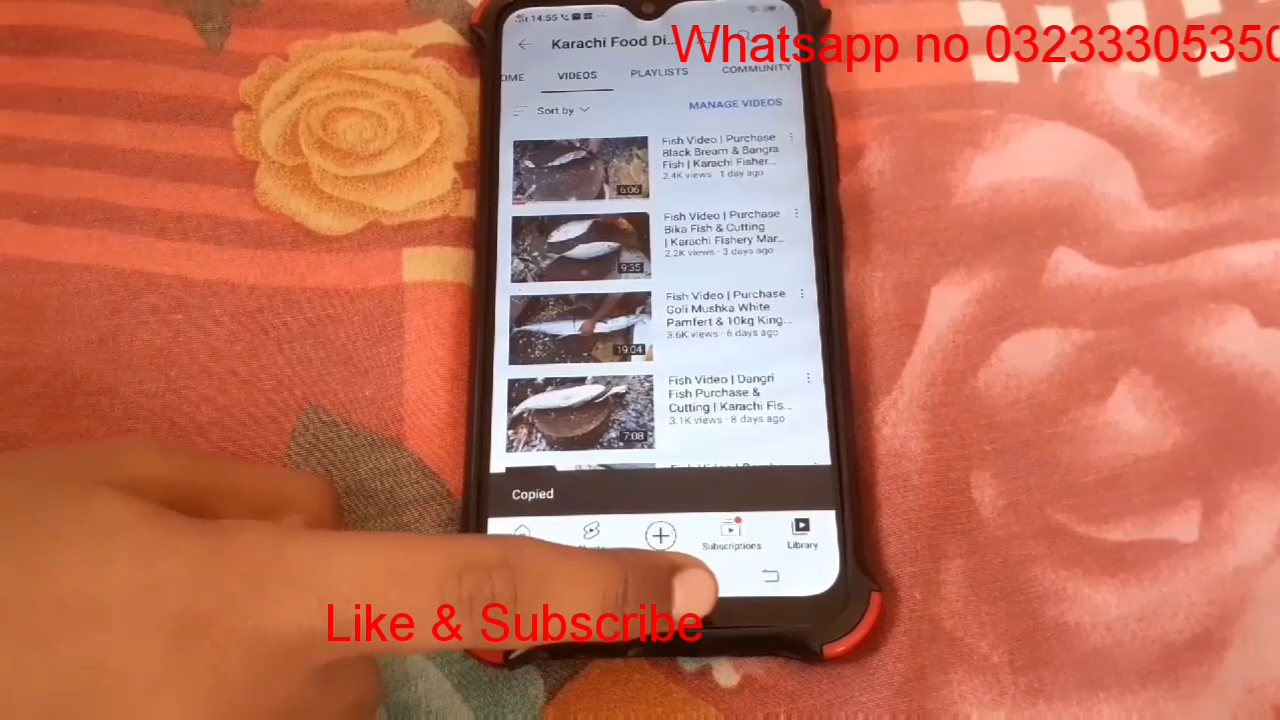 14:55
Karachi Food Di...
Whatsapp no 03233305350
OME VIDEOS PLAYLISTS COMMUNITY
Sort by
MANAGE VIDEOS
Fish Video | Purchase
Black Bream & Bangra
Fish | Karachi Fisher...
2.4K views · 1 day ago
6:06
Fish Video | Purchase
Bika Fish & Cutting
| Karachi Fishery Mar...
2.2K views · 3 days ago
9:35
Fish Video | Purchase
Goli Mushka White
Pamfert & 10kg King...
3.6K views · 6 days ago
19:04
Fish Video | Dangri
Fish Purchase &
Cutting | Karachi Fis...
3.1K views · 8 days ago
7:08
Copied
Subscriptions Library
Like & Subscribe